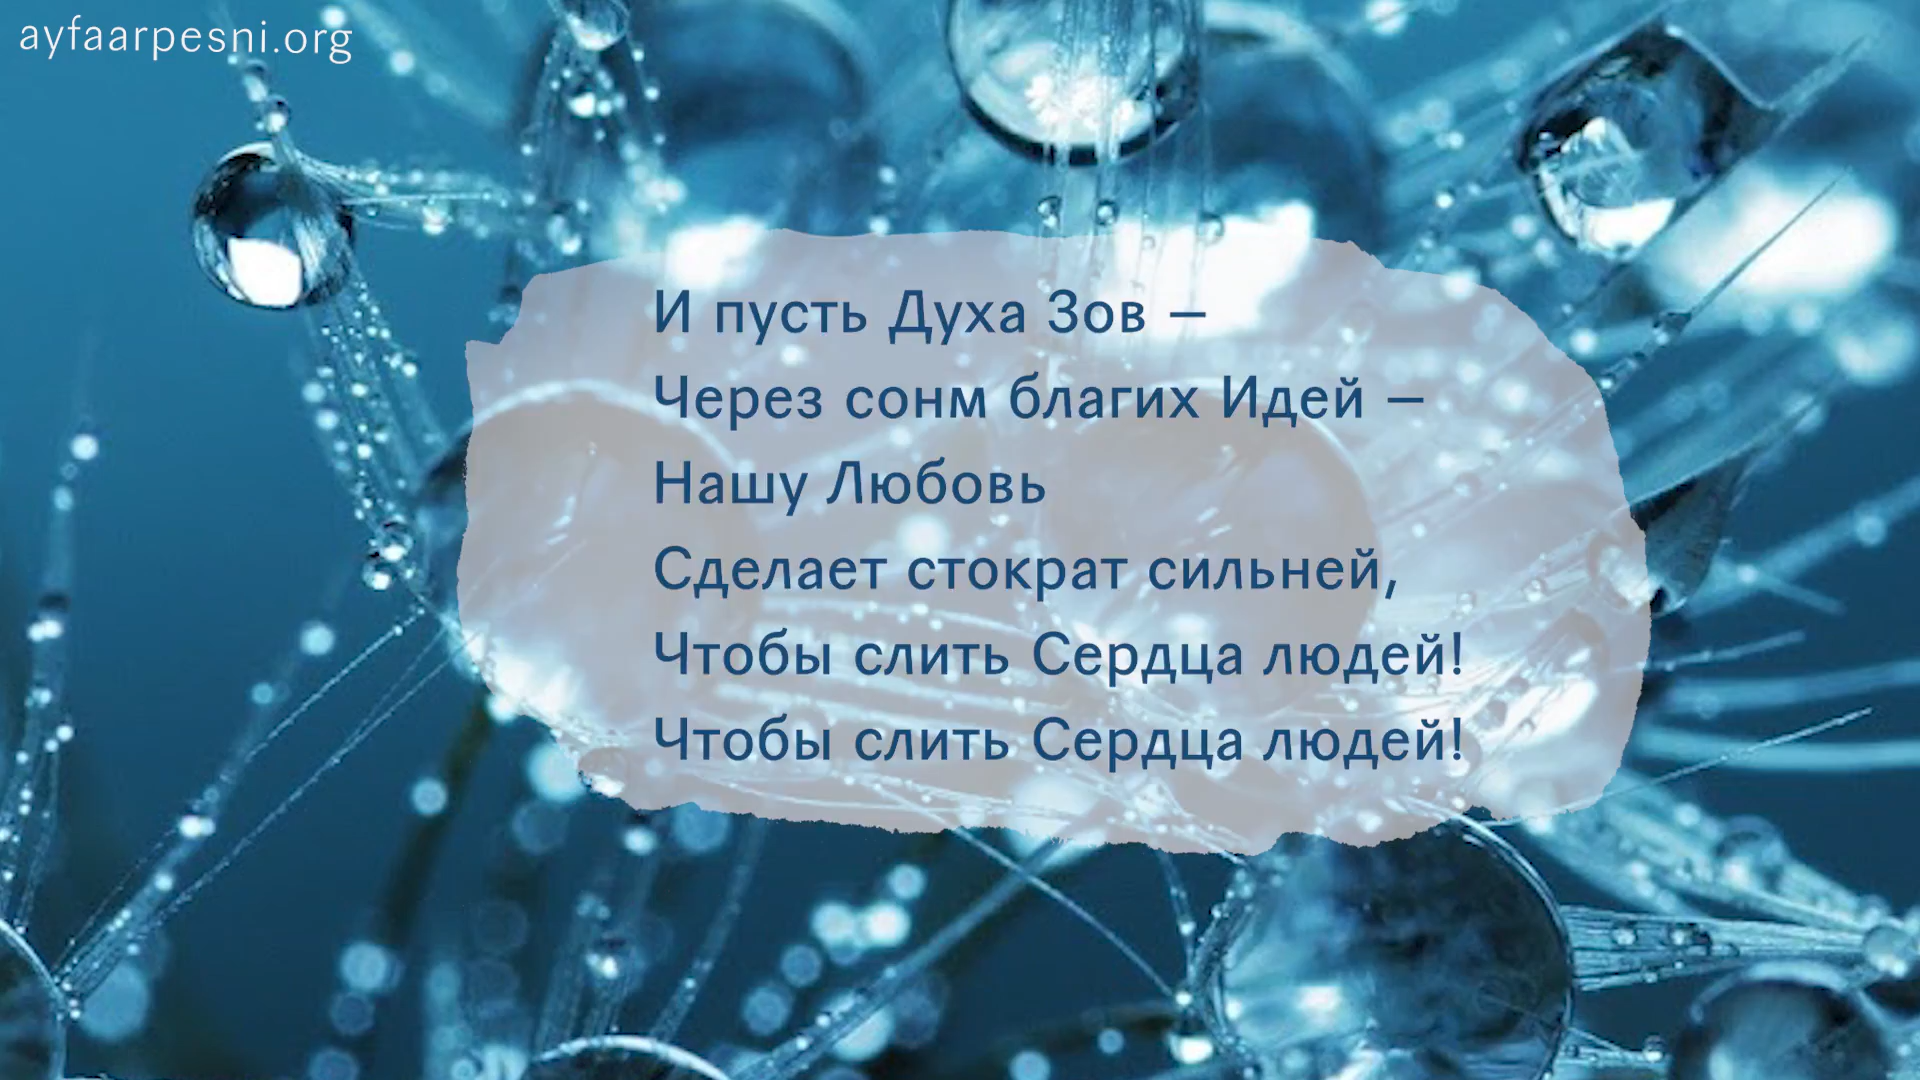 ayfaarpesni.org
И пусть Духа Зов –
Через сонм благих Идей –
Нашу Любовь
Сделает стократ сильней,
Чтобы слить Сердца людей!
Чтобы слить Сердца людей!